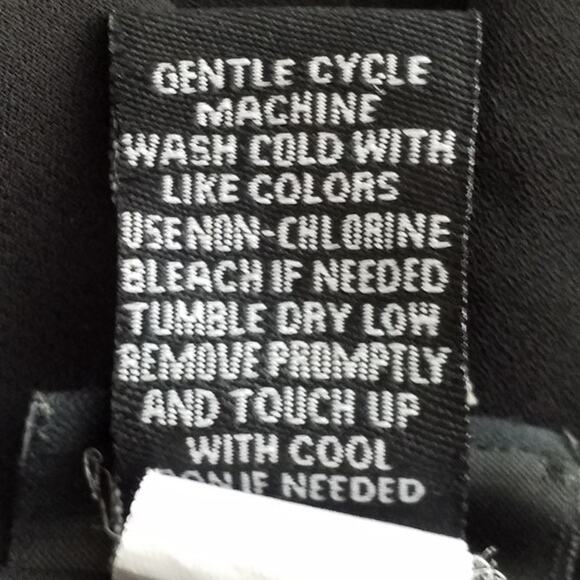 GENTLE CYCLE
MACHINE
WASH COLD WITH
LIKE COLORS
USE NON-CHLORINE
BLEACH IF NEEDED
TUMBLE DRY LOW
REMOVE PROMPTLY
AND TOUCH UP
WITH COOL
IF NEEDED